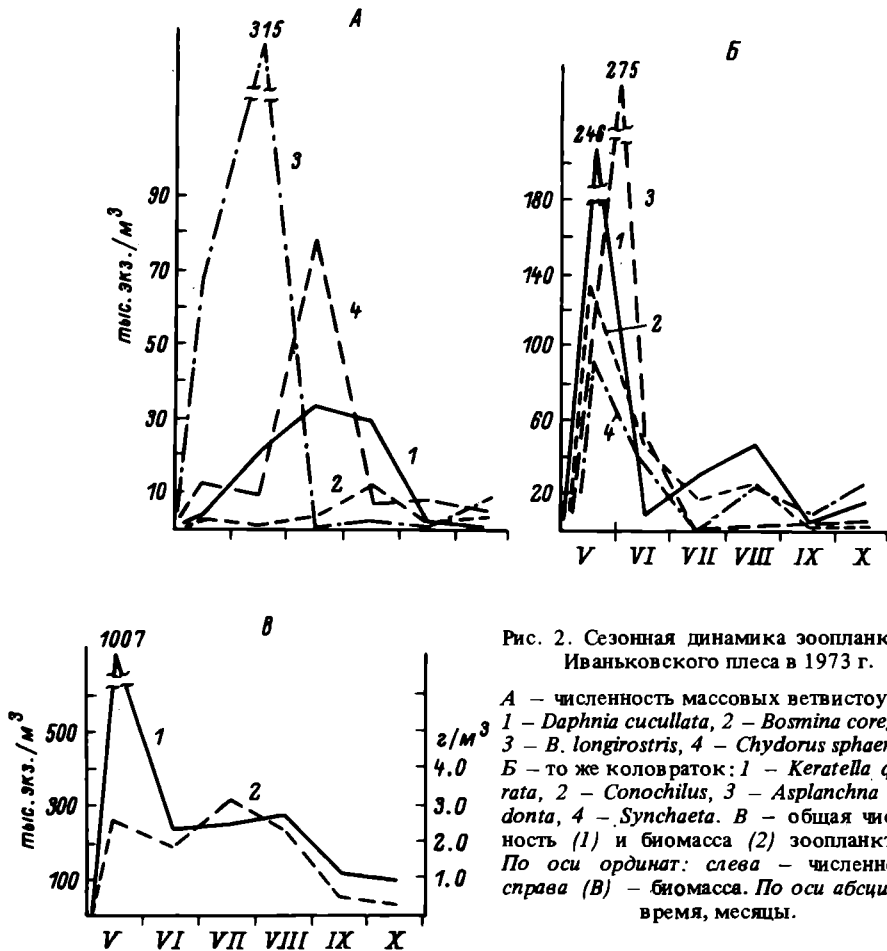 315
А
3
тыс. экз./м³
90
70
50
30
10
4
2
1
Б
275
246
3
1
2
4
180
140
100
60
20
V VI VII VIII IX X
В
1007
1
2
тыс. экз./м³
500
300
100
г/м³
4.0
3.0
2.0
1.0
V VI VII VIII IX X
Рис. 2. Сезонная динамика зоопланк
Иваньковского плеса в 1973 г.
А — численность массовых ветвистоу
1 — Daphnia cucullata, 2 — Bosmina coreg
3 — B. longirostris, 4 — Chydorus sphaer
Б — то же коловраток: 1 — Keratella q
rata, 2 — Conochilus, 3 — Asplanchna
donta, 4 — Synchaeta. В — общая чис
ность (1) и биомасса (2) зоопланкт
По оси ординат: слева — численно
справа (В) — биомасса. По оси абсци
время, месяцы.